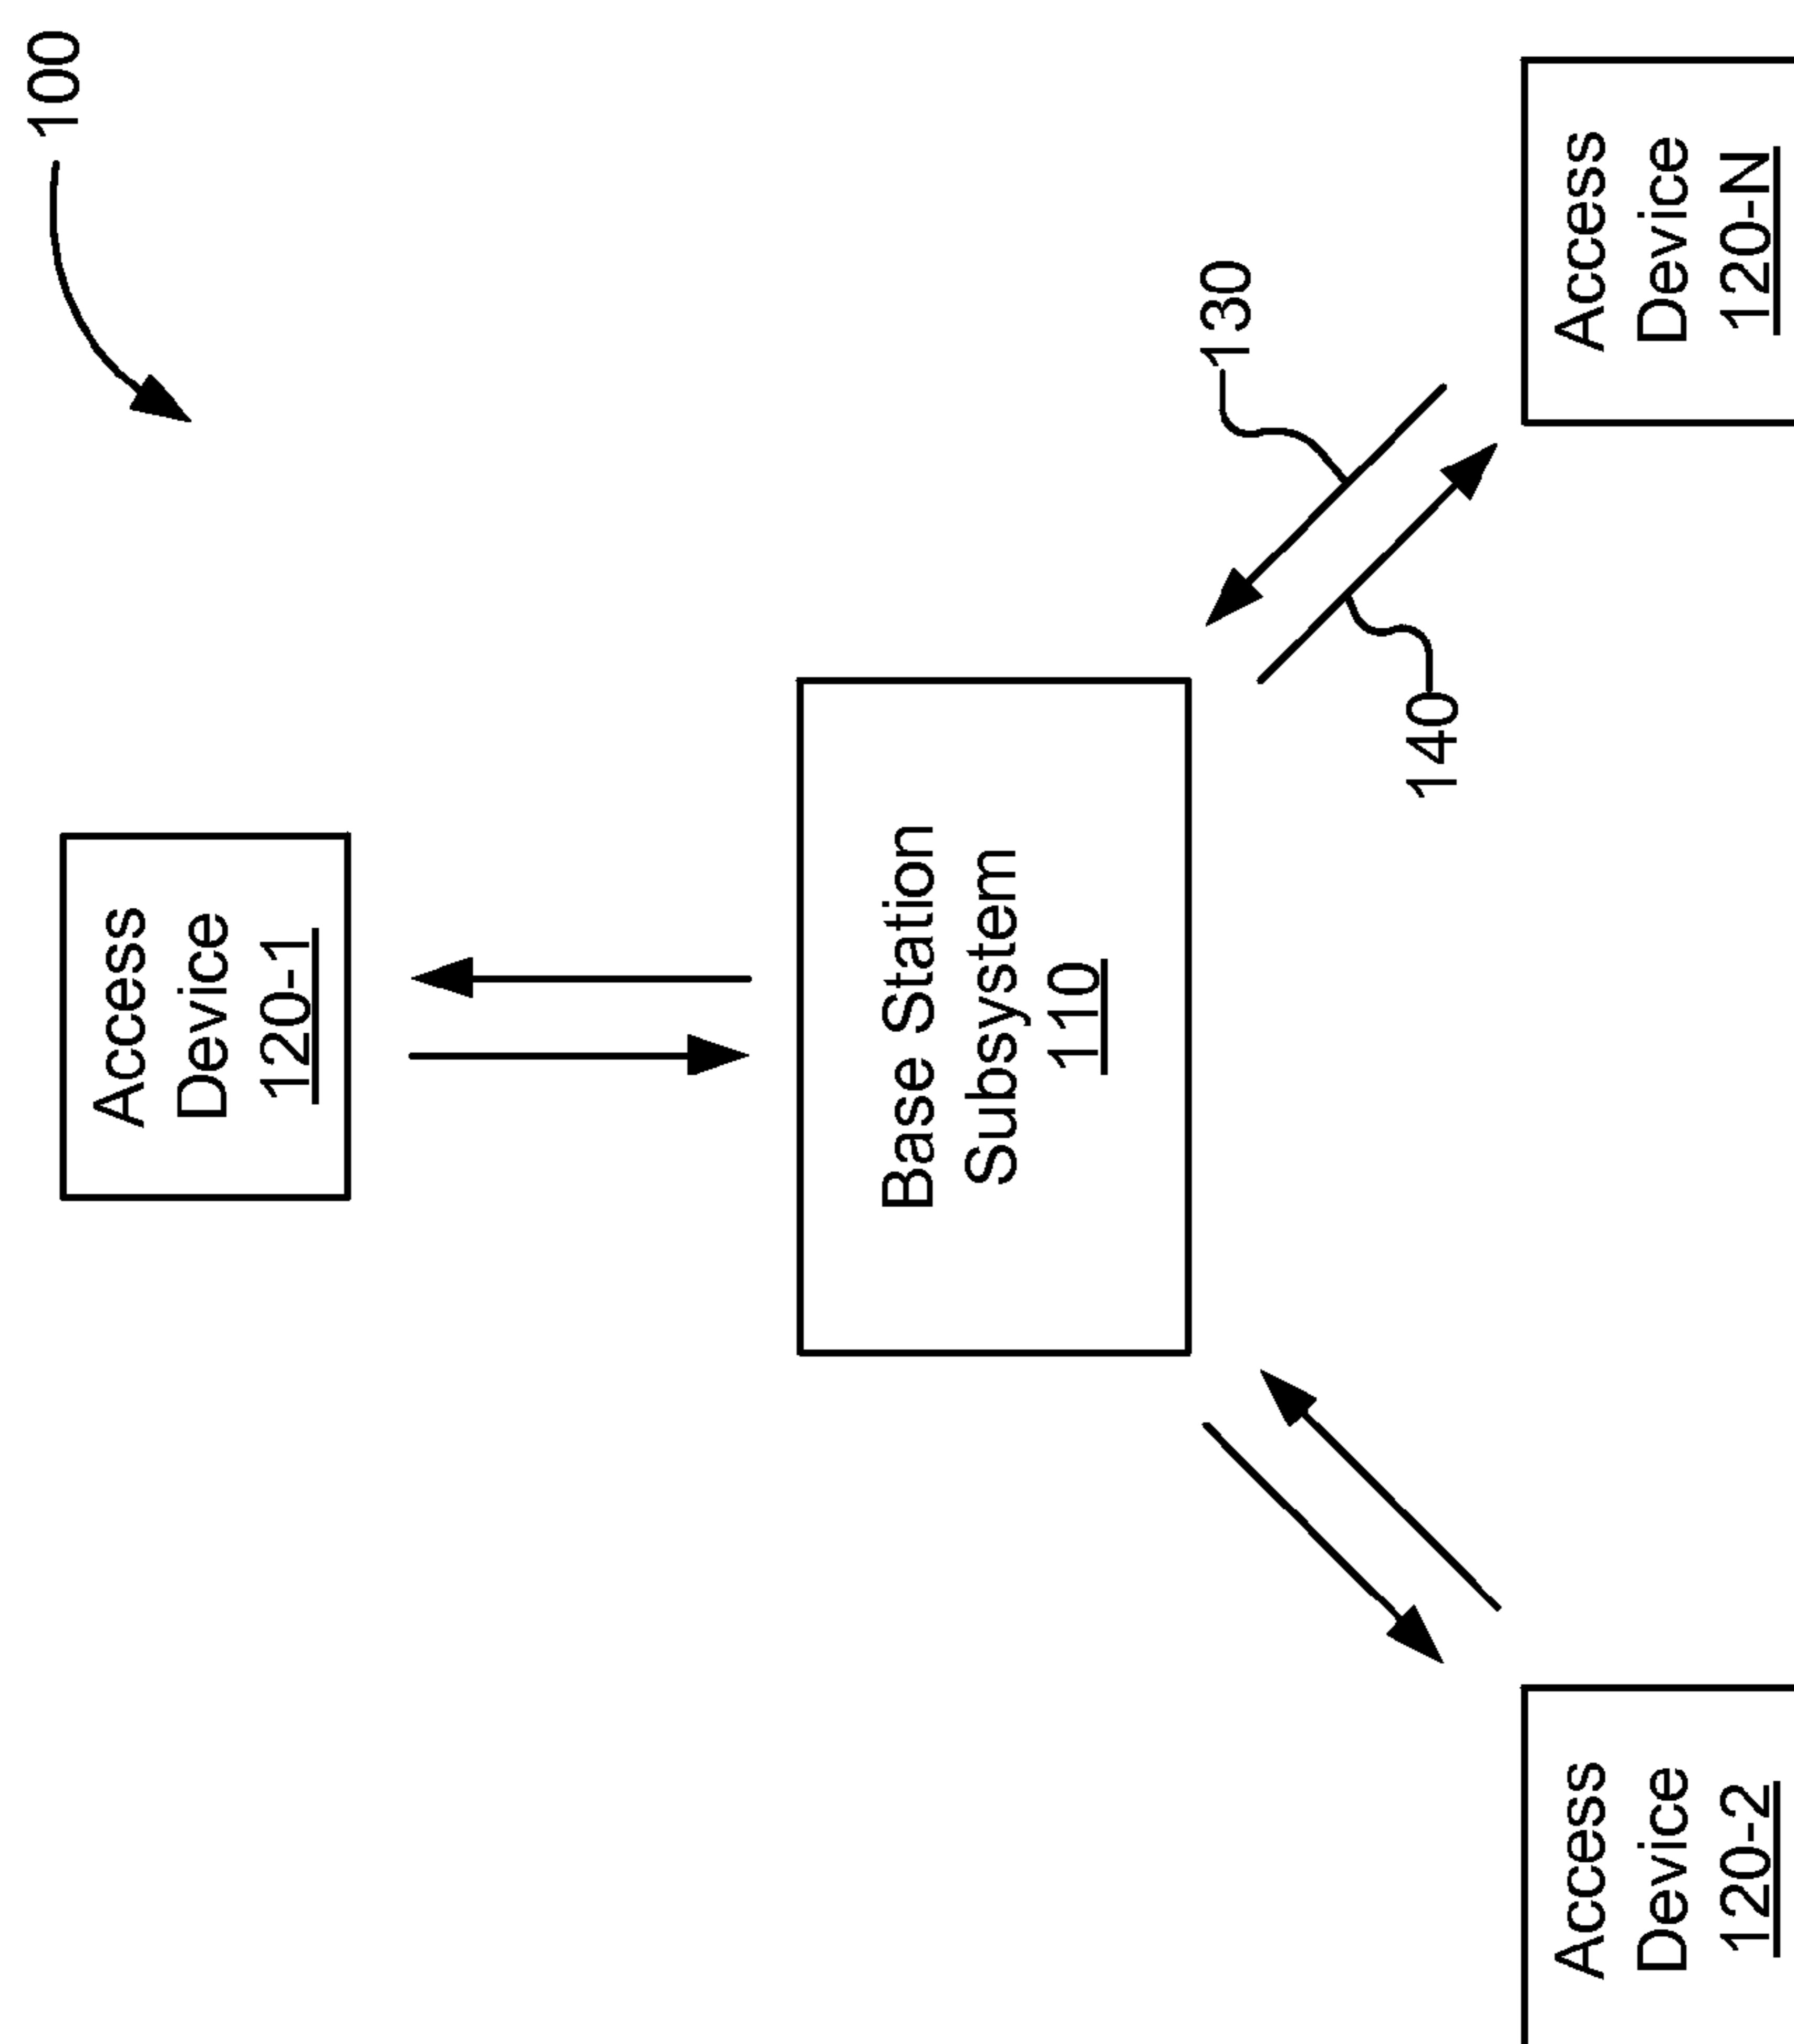 100
Access
Device
120-1
Base Station
Subsystem
110
130
140
Access
Device
120-2
Access
Device
120-N